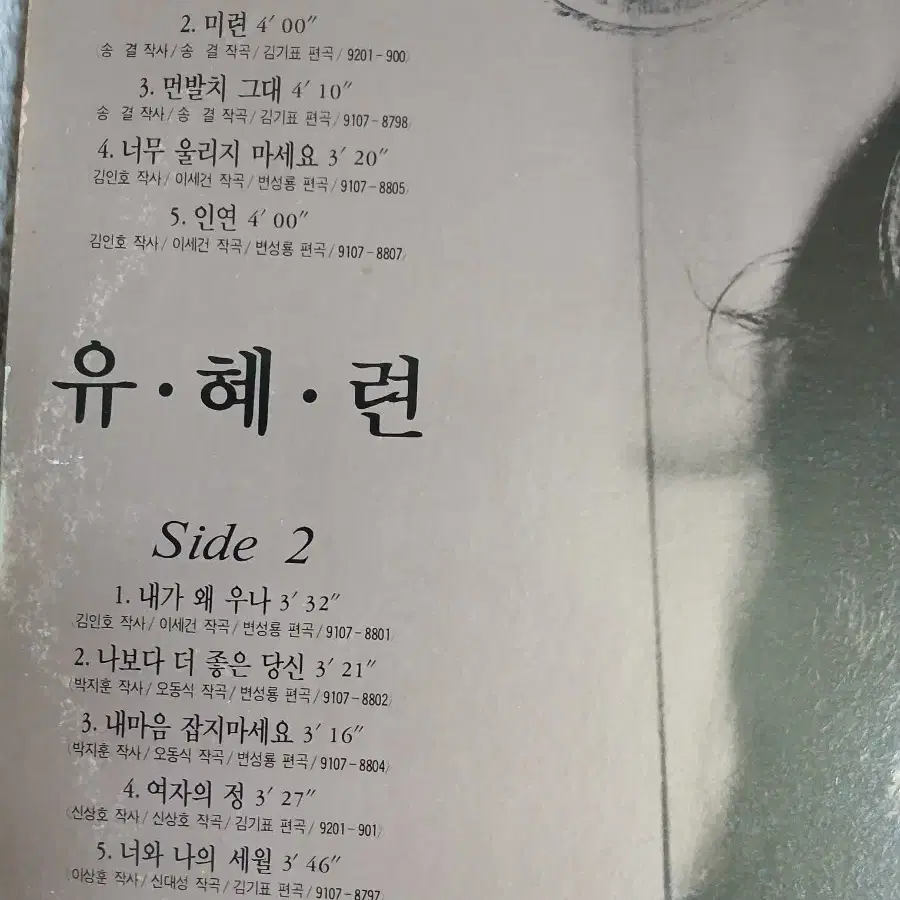 2. 미련 4′ 00″
(송 결 작사/송 결 작곡/김기표 편곡/9201-900)
3. 먼발치 그대 4′ 10″
송 결 작사/송 결 작곡/김기표 편곡/9107-8798
4. 너무 울리지 마세요 3′ 20″
김인호 작사/이세건 작곡/변성룡 편곡/9107-8805
5. 인연 4′ 00″
김인호 작사/이세건 작곡/변성룡 편곡/9107-8807
유·혜·련
Side 2
1. 내가 왜 우나 3′ 32″
(김인호 작사/이세건 작곡/변성룡 편곡/9107-8801)
2. 나보다 더 좋은 당신 3′ 21″
(박지훈 작사/오동식 작곡/변성룡 편곡/9107-8802)
3. 내마음 잡지마세요 3′ 16″
(박지훈 작사/오동식 작곡/변성룡 편곡/9107-8804)
4. 여자의 정 3′ 27″
(신상호 작사/신상호 작곡/김기표 편곡/9201-901)
5. 너와 나의 세월 3′ 46″
(이상훈 작사/신대성 작곡/김기표 편곡/9107-8797)